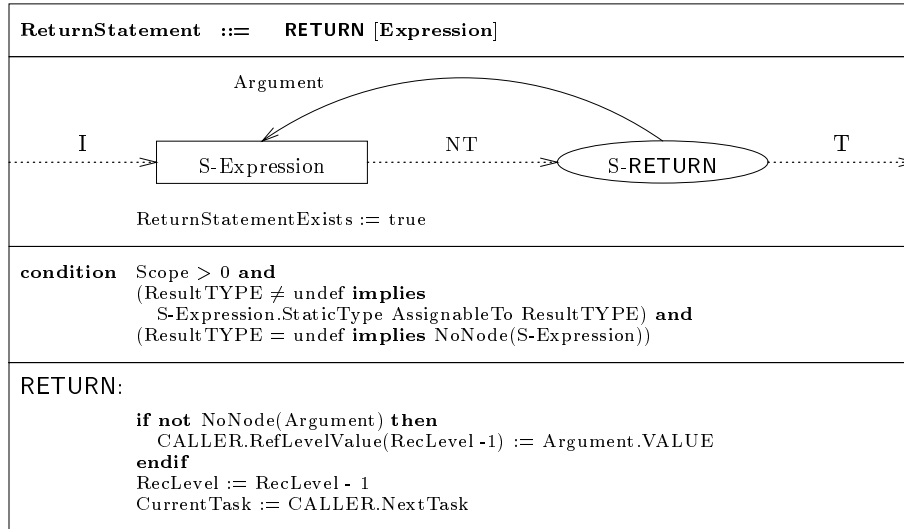 ReturnStatement ::= RETURN [Expression]
Argument
I
NT
T
S-Expression
S-RETURN
ReturnStatementExists := true
condition Scope > 0 and
(ResultTYPE ≠ undef implies
S-Expression.StaticType AssignableTo ResultTYPE) and
(ResultTYPE = undef implies NoNode(S-Expression))
RETURN:
if not NoNode(Argument) then
CALLER.RefLevelValue(RecLevel -1) := Argument.VALUE
endif
RecLevel := RecLevel - 1
CurrentTask := CALLER.NextTask